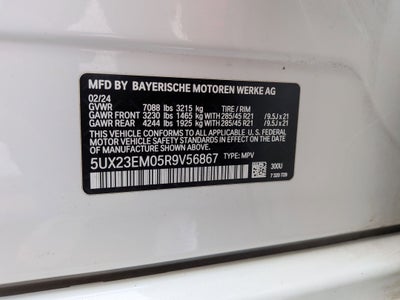 MFD BY BAYERISCHE MOTOREN WERKE AG
02/24
GVWR 7088 lbs 3215 kg TIRE / RIM
GAWR FRONT 3230 lbs 1465 kg 285/45 R21 /9.5J x 21
GAWR REAR 4244 lbs 1925 kg 285/45 R21 /9.5J x 21
THIS VEHICLE CONFORMS TO ALL APPLICABLE U.S. FEDERAL
MOTOR VEHICLE SAFETY STANDARDS IN EFFECT ON THE
DATE OF MANUFACTURE SHOWN ABOVE.
5UX23EM05R9V56867 TYPE: MPV
300U